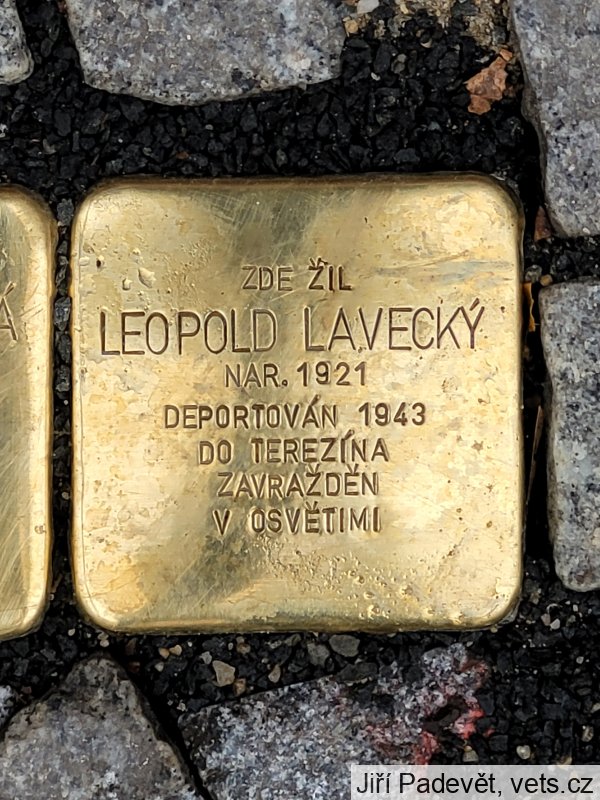 ZDE ŽIL
LEOPOLD LAVECKÝ
NAR. 1921
DEPORTOVÁN 1943
DO TEREZÍNA
ZAVRAŽDĚN
V OSVĚTIMI
Á
Jiří Padevět, vets.cz